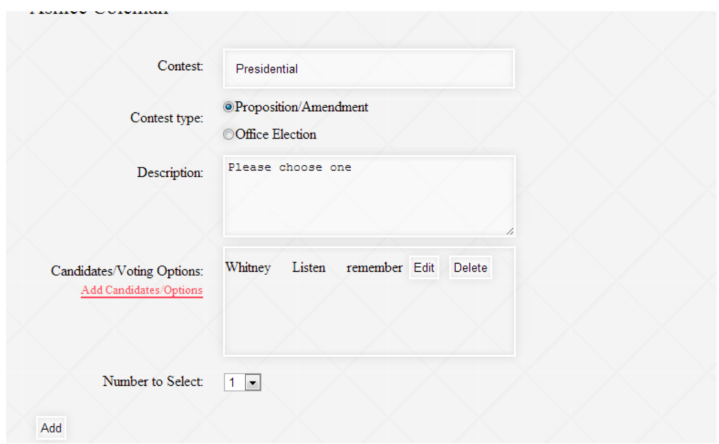 Contest: Presidential
Contest type: Proposition/Amendment
Office Election
Description: Please choose one
Candidates/Voting Options: Whitney Listen remember Edit Delete
Add Candidates/Options
Number to Select: 1
Add